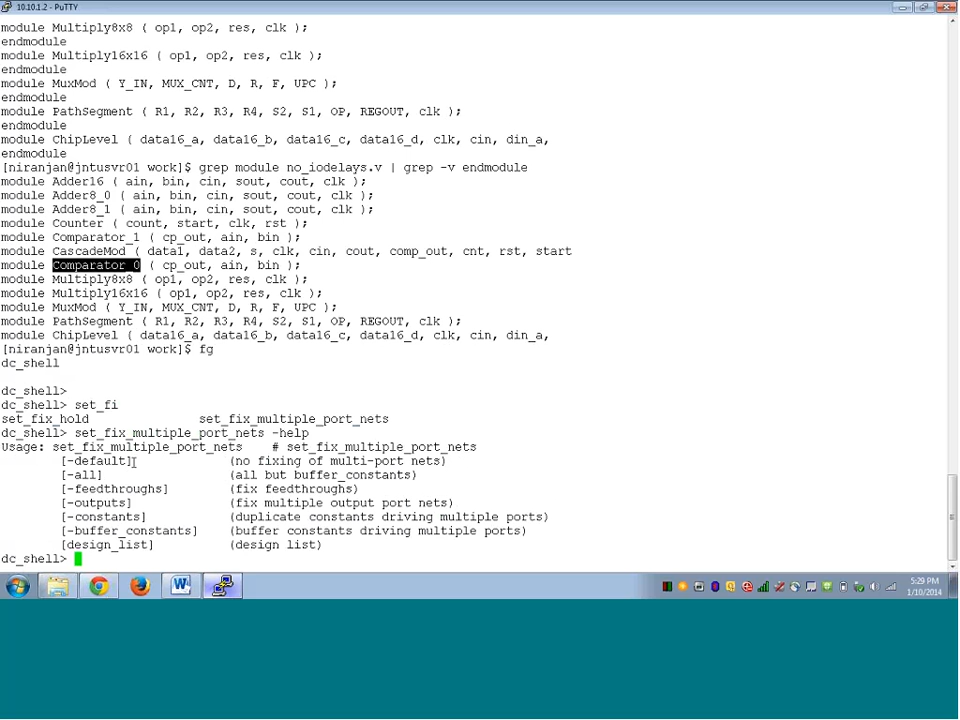 10.10.1.2 - PuTTY
module Multiply8x8 ( op1, op2, res, clk );
endmodule
module Multiply16x16 ( op1, op2, res, clk );
endmodule
module MuxMod ( Y_IN, MUX_CNT, D, R, F, UPC );
endmodule
module PathSegment ( R1, R2, R3, R4, S2, S1, OP, REGOUT, clk );
endmodule
module ChipLevel ( data16_a, data16_b, data16_c, data16_d, clk, cin, din_a,
endmodule
[niranjan@jntusvr01 work]$ grep module no_iodelays.v | grep -v endmodule
module Adder16 ( ain, bin, cin, sout, cout, clk );
module Adder8_0 ( ain, bin, cin, sout, cout, clk );
module Adder8_1 ( ain, bin, cin, sout, cout, clk );
module Counter ( count, start, clk, rst );
module Comparator_1 ( cp_out, ain, bin );
module CascadeMod ( data1, data2, s, clk, cin, cout, comp_out, cnt, rst, start
module Comparator_0 ( cp_out, ain, bin );
module Multiply8x8 ( op1, op2, res, clk );
module Multiply16x16 ( op1, op2, res, clk );
module MuxMod ( Y_IN, MUX_CNT, D, R, F, UPC );
module PathSegment ( R1, R2, R3, R4, S2, S1, OP, REGOUT, clk );
module ChipLevel ( data16_a, data16_b, data16_c, data16_d, clk, cin, din_a,
[niranjan@jntusvr01 work]$ fg
dc_shell
dc_shell>
dc_shell> set_fi
set_fix_hold set_fix_multiple_port_nets
dc_shell> set_fix_multiple_port_nets -help
Usage: set_fix_multiple_port_nets # set_fix_multiple_port_nets
[-default] (no fixing of multi-port nets)
[-all] (all but buffer_constants)
[-feedthroughs] (fix feedthroughs)
[-outputs] (fix multiple output port nets)
[-constants] (duplicate constants driving multiple ports)
[-buffer_constants] (buffer constants driving multiple ports)
[design_list] (design list)
dc_shell>
5:29 PM
1/10/2014